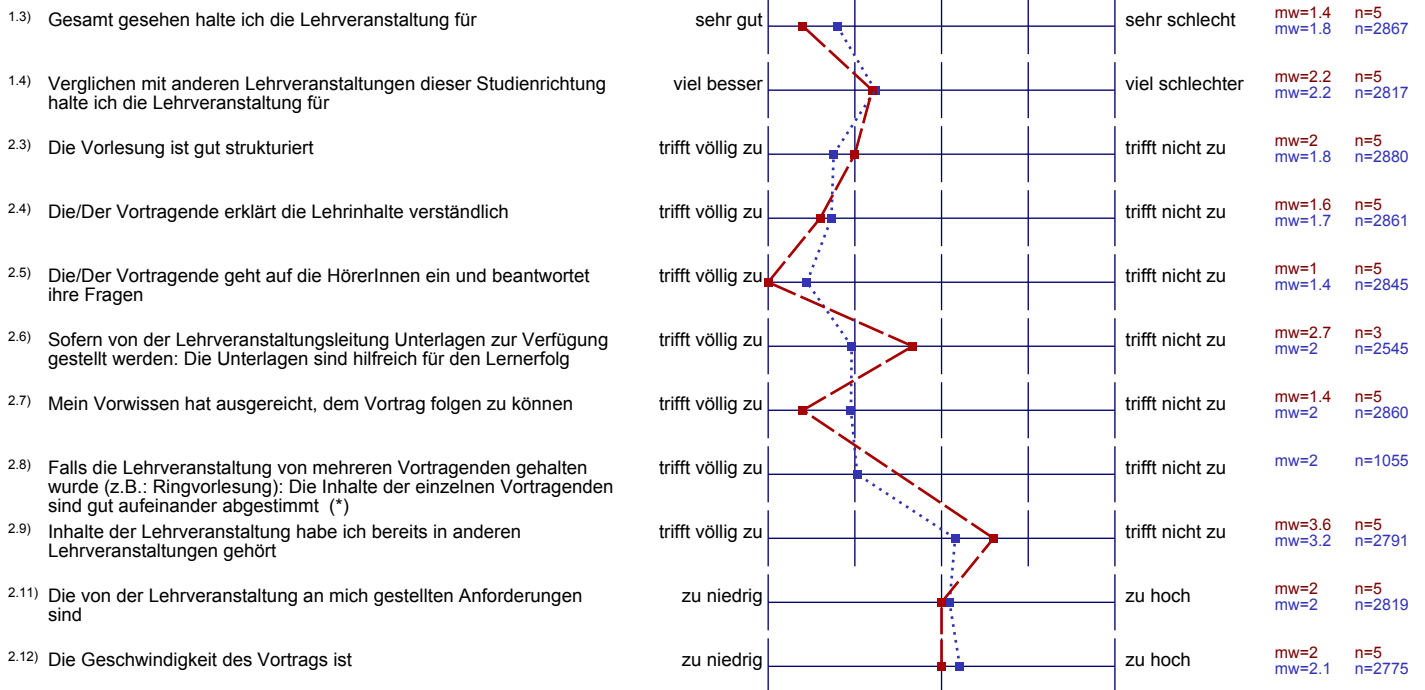 1.3) Gesamt gesehen halte ich die Lehrveranstaltung für sehr gut sehr schlecht mw=1.4 n=5
mw=1.8 n=2867
1.4) Verglichen mit anderen Lehrveranstaltungen dieser Studienrichtung viel besser viel schlechter mw=2.2 n=5
halte ich die Lehrveranstaltung für mw=2.2 n=2817
2.3) Die Vorlesung ist gut strukturiert trifft völlig zu trifft nicht zu mw=2 n=5
mw=1.8 n=2880
2.4) Die/Der Vortragende erklärt die Lehrinhalte verständlich trifft völlig zu trifft nicht zu mw=1.6 n=5
mw=1.7 n=2861
2.5) Die/Der Vortragende geht auf die HörerInnen ein und beantwortet trifft völlig zu trifft nicht zu mw=1 n=5
ihre Fragen mw=1.4 n=2845
2.6) Sofern von der Lehrveranstaltungsleitung Unterlagen zur Verfügung trifft völlig zu trifft nicht zu mw=2.7 n=3
gestellt werden: Die Unterlagen sind hilfreich für den Lernerfolg mw=2 n=2545
2.7) Mein Vorwissen hat ausgereicht, dem Vortrag folgen zu können trifft völlig zu trifft nicht zu mw=1.4 n=5
mw=2 n=2860
2.8) Falls die Lehrveranstaltung von mehreren Vortragenden gehalten trifft völlig zu trifft nicht zu
wurde (z.B.: Ringvorlesung): Die Inhalte der einzelnen Vortragenden mw=2 n=1055
sind gut aufeinander abgestimmt (*)
2.9) Inhalte der Lehrveranstaltung habe ich bereits in anderen trifft völlig zu trifft nicht zu mw=3.6 n=5
Lehrveranstaltungen gehört mw=3.2 n=2791
2.11) Die von der Lehrveranstaltung an mich gestellten Anforderungen zu niedrig zu hoch mw=2 n=5
sind mw=2 n=2819
2.12) Die Geschwindigkeit des Vortrags ist zu niedrig zu hoch mw=2 n=5
mw=2.1 n=2775